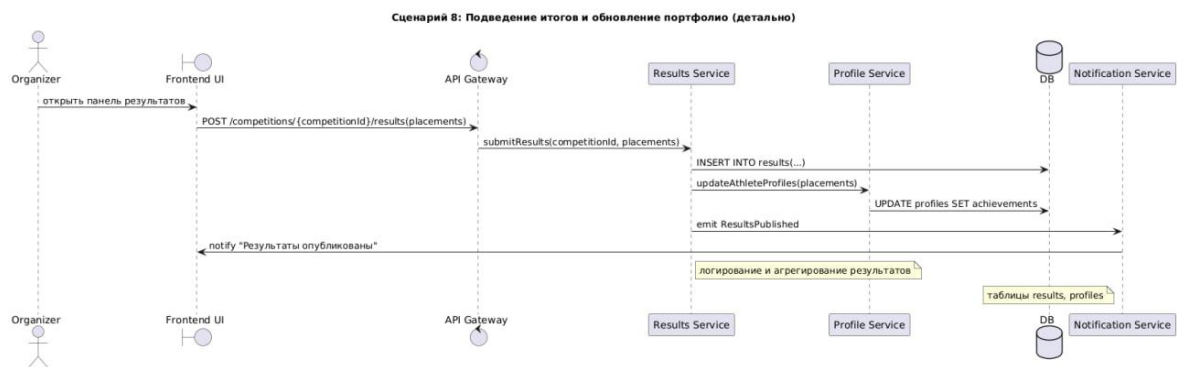 Сценарий 8: Подведение итогов и обновление портфолио (детально)
Organizer
Frontend UI
API Gateway
Results Service
Profile Service
DB
Notification Service
открыть панель результатов
POST /competitions/{competitionId}/results(placements)
submitResults(competitionId, placements)
INSERT INTO results(...)
updateAthleteProfiles(placements)
UPDATE profiles SET achievements
emit ResultsPublished
notify "Результаты опубликованы"
логирование и агрегирование результатов
таблицы results, profiles
Organizer
Frontend UI
API Gateway
Results Service
Profile Service
DB
Notification Service